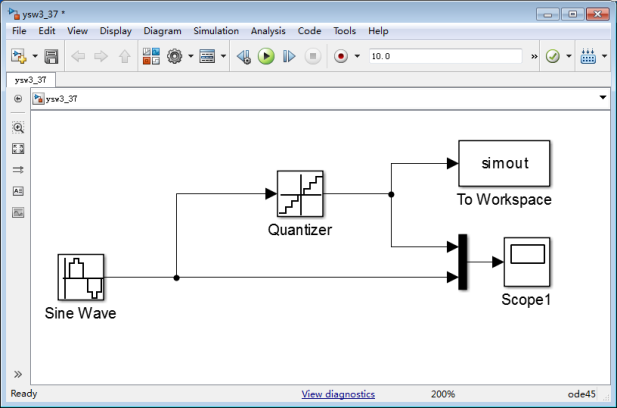 ysw3_37 *
File Edit View Display Diagram Simulation Analysis Code Tools Help
10.0
ysw3_37
ysw3_37
simout
To Workspace
Quantizer
Sine Wave
Scope1
Ready View diagnostics 200% ode45